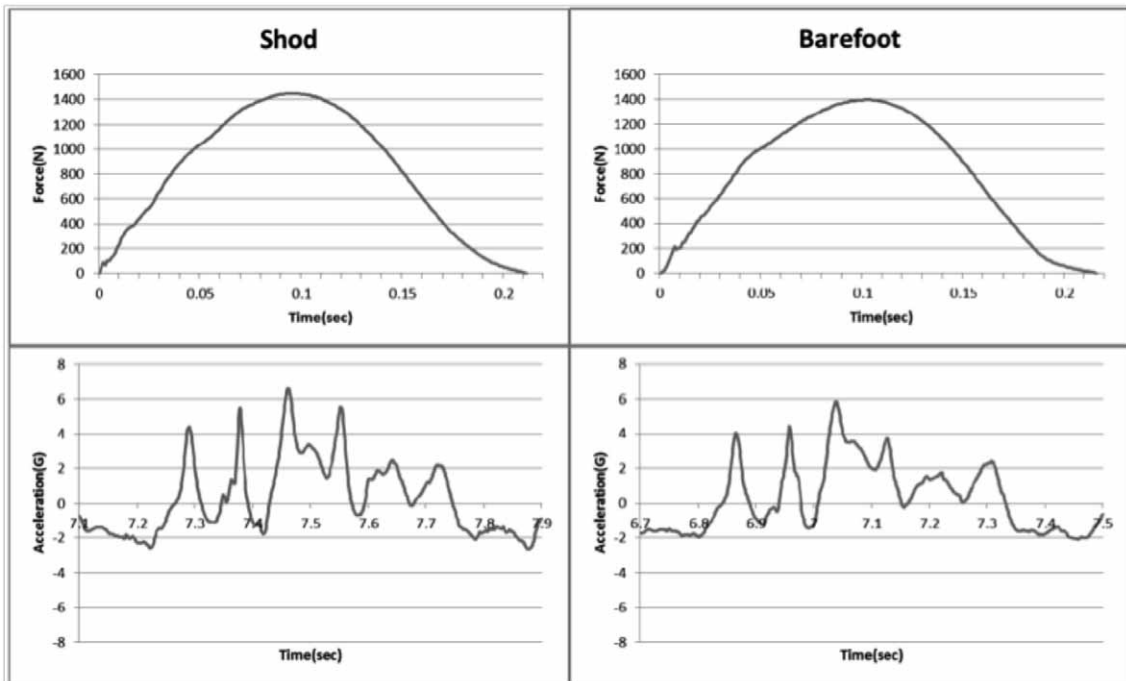 Shod
1600
1400
1200
1000
800
600
400
200
0
Force(N)
0 0.05 0.1 0.15 0.2
Time(sec)
Barefoot
1600
1400
1200
1000
800
600
400
200
0
Force(N)
0 0.05 0.1 0.15 0.2
Time(sec)
8
6
4
2
0
-2
-4
-6
-8
Acceleration(G)
7.1 7.2 7.3 7.4 7.5 7.6 7.7 7.8 7.9
Time(sec)
8
6
4
2
0
-2
-4
-6
-8
Acceleration(G)
6.7 6.8 6.9 7 7.1 7.2 7.3 7.4 7.5
Time(sec)